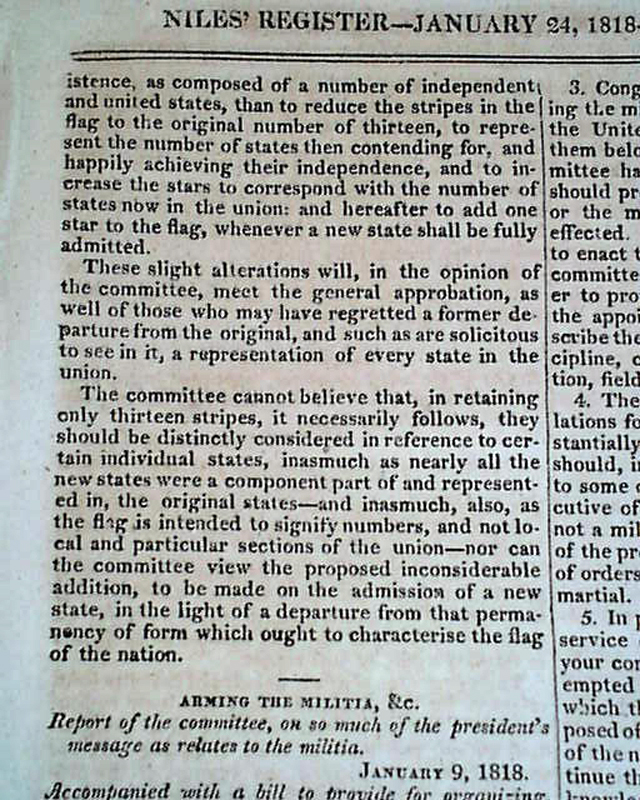 NILES' REGISTER—JANUARY 24, 1818
istence, as composed of a number of independent
and united states, than to reduce the stripes in the
flag to the original number of thirteen, to repre-
sent the number of states then contending for, and
happily achieving their independence, and to in-
crease the stars to correspond with the number of
states now in the union: and hereafter to add one
star to the flag, whenever a new state shall be fully
admitted.
These slight alterations will, in the opinion of
the committee, meet the general approbation, as
well of those who may have regretted a former de-
parture from the original, and such as are solicitous
to see in it, a representation of every state in the
union.
The committee cannot believe that, in retaining
only thirteen stripes, it necessarily follows, they
should be distinctly considered in reference to cer-
tain individual states, inasmuch as nearly all the
new states were a component part of and represent-
ed in, the original states—and inasmuch, also, as
the flag is intended to signify numbers, and not lo-
cal and particular sections of the union—nor can
the committee view the proposed inconsiderable
addition, to be made on the admission of a new
state, in the light of a departure from that perma-
nency of form which ought to characterise the flag
of the nation.
ARMING THE MILITIA, &c.
Report of the committee, on so much of the president's
message as relates to the militia.
JANUARY 9, 1818.
Accompanied with a bill to provide for organizing,
3. Cong
ing the m
the Unite
them belo
mittee ha
should pr
or the m
effected.
to enact t
committe
er to pro
the appoi
scribe the
cipline, c
tion, field
4. The
lations fo
stantially
should, i
to some
cutive of
not a mil
of the pr
of orders
martial.
5. In p
service
your con
empted
which th
posed of
of the n
tinue th